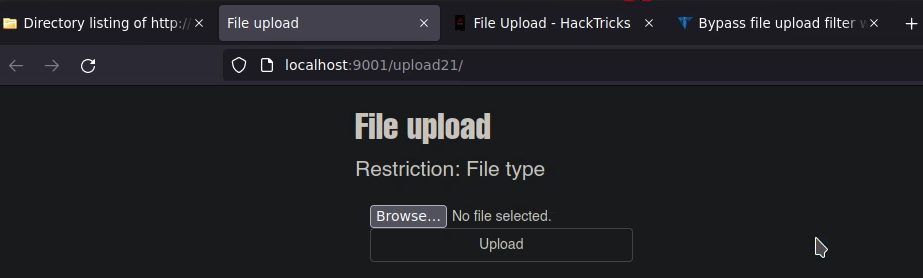 Directory listing of http:// File upload File Upload - HackTricks Bypass file upload filter w
localhost:9001/upload21/
File upload
Restriction: File type
Browse... No file selected.
Upload